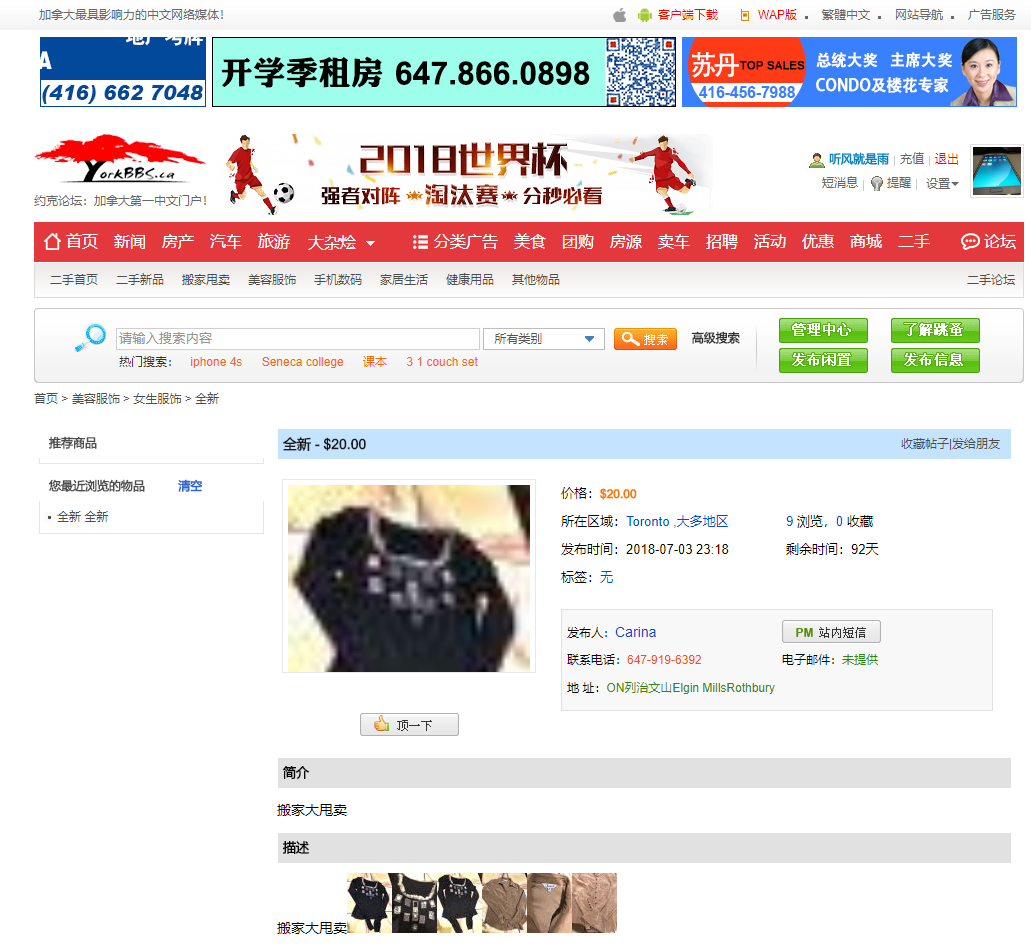 加拿大最具影响力的中文网络媒体!
客户端下载 WAP版 繁體中文 网站导航 广告服务
A
(416) 662 7048
开学季租房 647.866.0898
苏丹 TOP SALES
416-456-7988
总统大奖 主席大奖
CONDO及楼花专家
YorkBBS.ca
约克论坛：加拿大第一中文门户!
2018世界杯
强者对阵 淘汰赛 分秒必看
听风就是雨 | 充值 | 退出
短消息 | 提醒 | 设置
首页 新闻 房产 汽车 旅游 大杂烩 分类广告 美食 团购 房源 卖车 招聘 活动 优惠 商城 二手 论坛
二手首页 二手新品 搬家甩卖 美容服饰 手机数码 家居生活 健康用品 其他物品 二手论坛
请输入搜索内容 所有类别 搜索 高级搜索
热门搜索： iphone 4s Seneca college 课本 3 1 couch set
管理中心 了解跳蚤
发布闲置 发布信息
首页 > 美容服饰 > 女生服饰 > 全新
推荐商品
您最近浏览的物品 清空
全新 全新
全新 - $20.00 收藏帖子|发给朋友
价格： $20.00
所在区域： Toronto ,大多地区 9 浏览， 0 收藏
发布时间： 2018-07-03 23:18 剩余时间： 92天
标签： 无
发布人： Carina PM 站内短信
联系电话： 647-919-6392 电子邮件： 未提供
地 址： ON列治文山Elgin MillsRothbury
顶一下
简介
搬家大甩卖
描述
搬家大甩卖